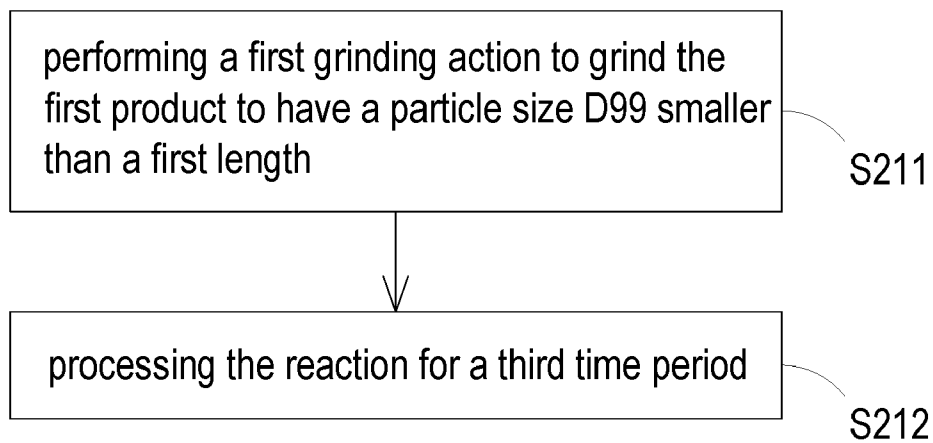 performing a first grinding action to grind the
first product to have a particle size D99 smaller
than a first length
S211
processing the reaction for a third time period
S212